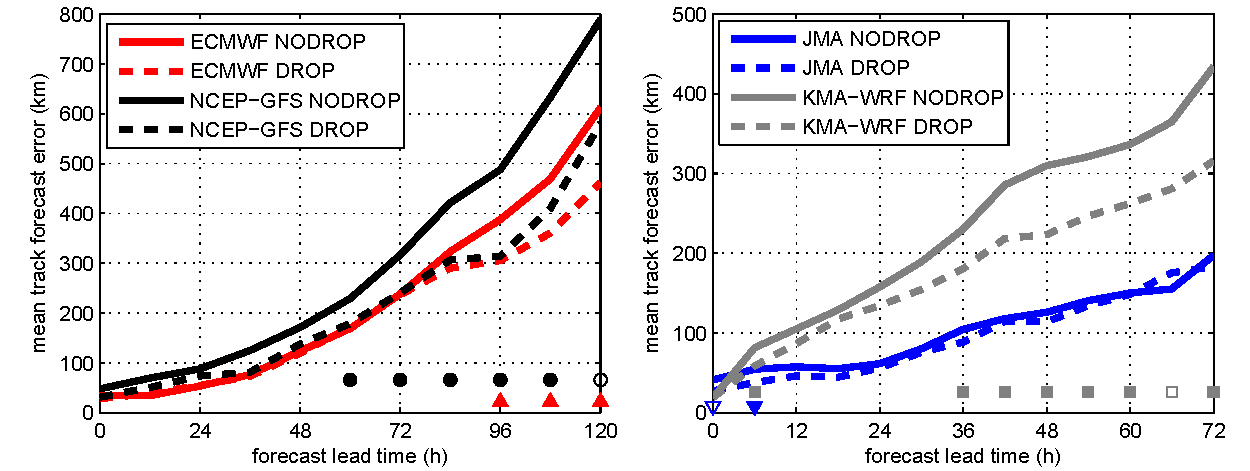 mean track forecast error (km)
800
700
600
500
400
300
200
100
0
ECMWF NODROP
ECMWF DROP
NCEP−GFS NODROP
NCEP−GFS DROP
0 24 48 72 96 120
forecast lead time (h)
mean track forecast error (km)
500
400
300
200
100
0
JMA NODROP
JMA DROP
KMA−WRF NODROP
KMA−WRF DROP
0 12 24 36 48 60 72
forecast lead time (h)